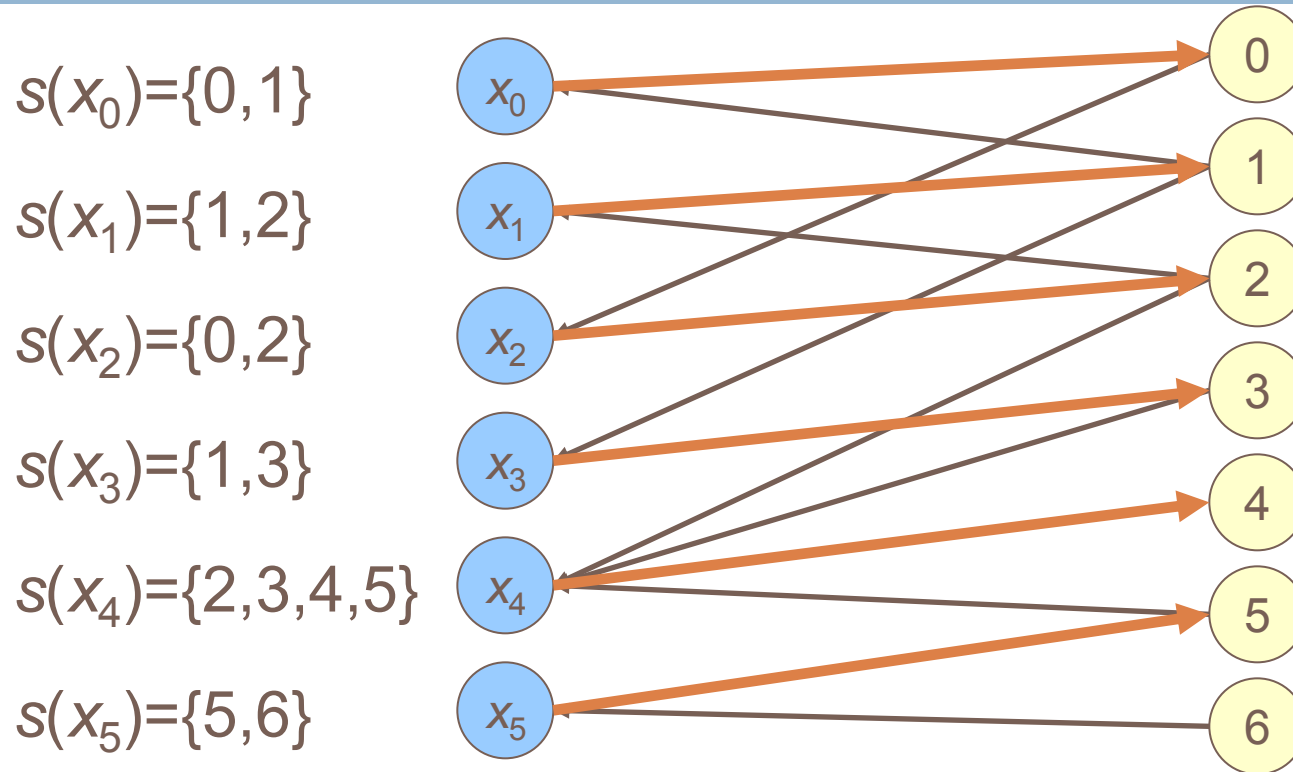 s(x₀)={0,1} x₀ 0
1
s(x₁)={1,2} x₁
2
s(x₂)={0,2} x₂
3
s(x₃)={1,3} x₃
4
s(x₄)={2,3,4,5} x₄
5
s(x₅)={5,6} x₅ 6